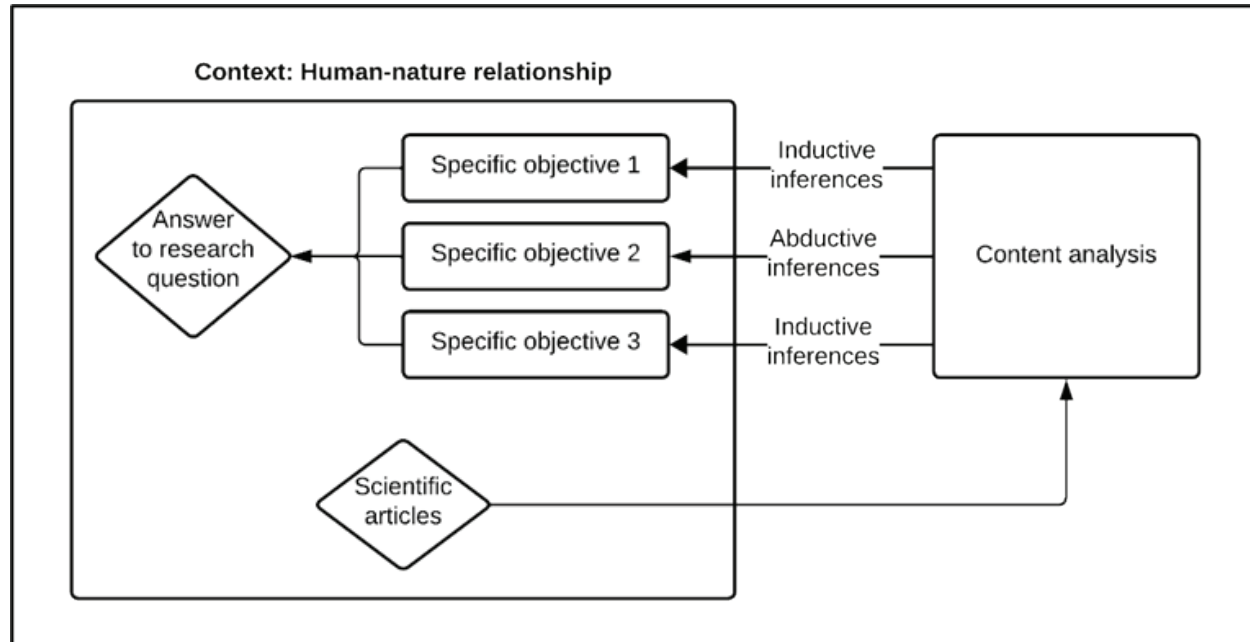 Context: Human-nature relationship
Specific objective 1
Inductive
inferences
Answer
to research
question
Specific objective 2
Abductive
inferences
Content analysis
Specific objective 3
Inductive
inferences
Scientific
articles